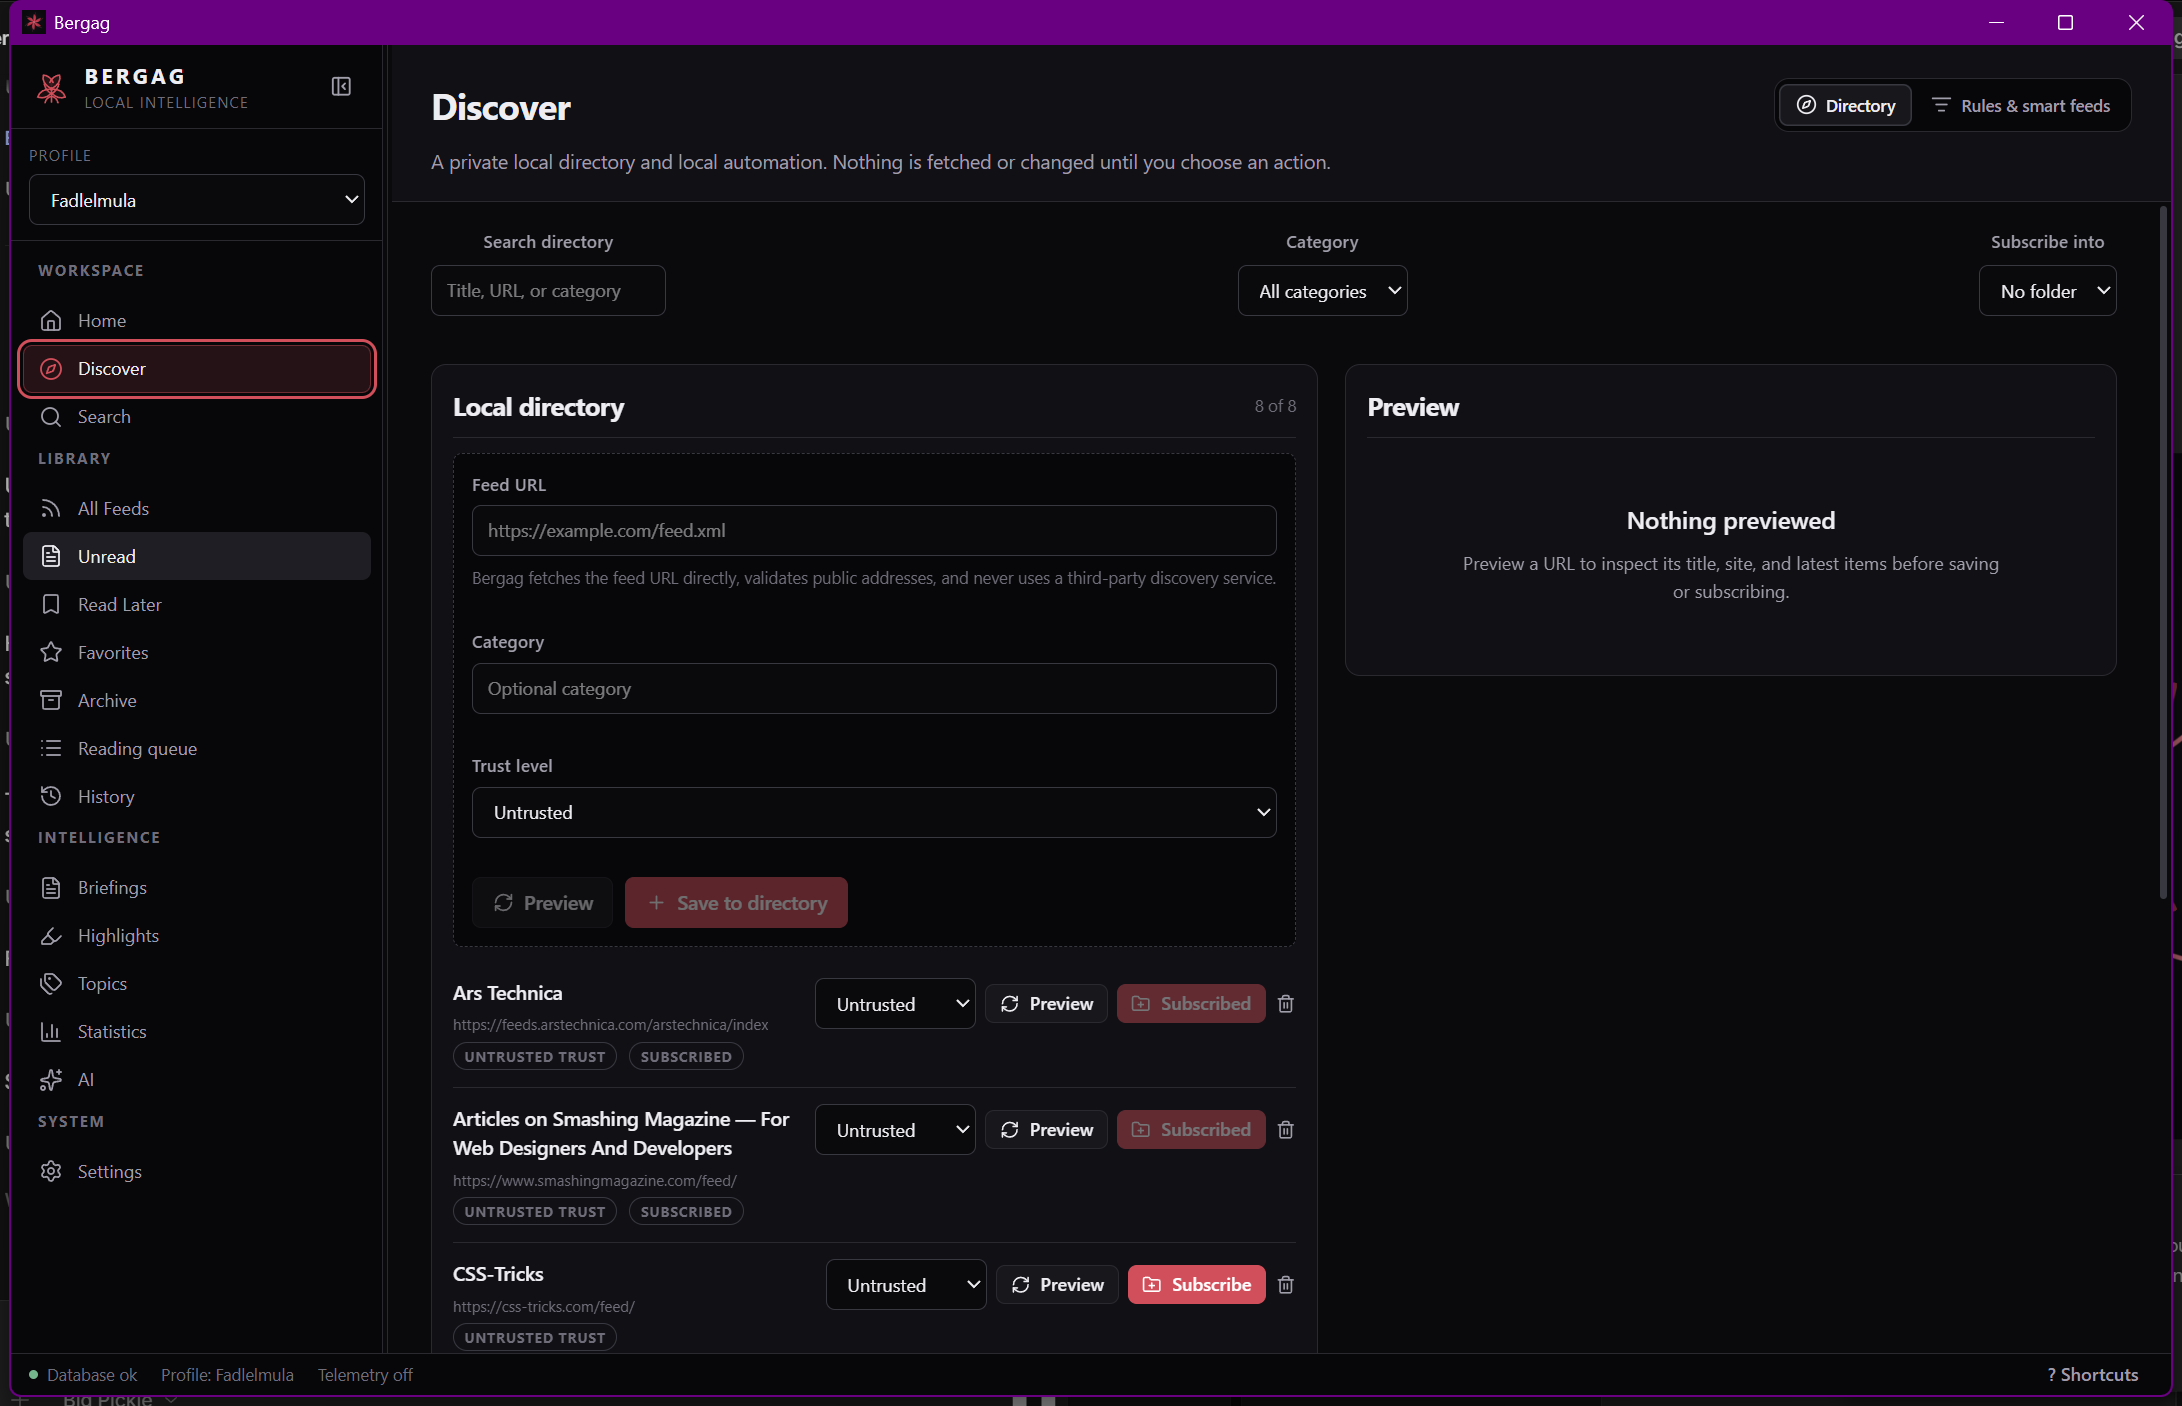 Bergag
BERGAG
LOCAL INTELLIGENCE
PROFILE
Fadlelmula
WORKSPACE
Home
Discover
Search
LIBRARY
All Feeds
Unread
Read Later
Favorites
Archive
Reading queue
History
INTELLIGENCE
Briefings
Highlights
Topics
Statistics
AI
SYSTEM
Settings
Discover
Directory
Rules & smart feeds
A private local directory and local automation. Nothing is fetched or changed until you choose an action.
Search directory
Title, URL, or category
Category
All categories
Subscribe into
No folder
Local directory
8 of 8
Feed URL
https://example.com/feed.xml
Bergag fetches the feed URL directly, validates public addresses, and never uses a third-party discovery service.
Category
Optional category
Trust level
Untrusted
Preview
Save to directory
Ars Technica
https://feeds.arstechnica.com/arstechnica/index
UNTRUSTED TRUST
SUBSCRIBED
Untrusted
Preview
Subscribed
Articles on Smashing Magazine — For
Web Designers And Developers
https://www.smashingmagazine.com/feed/
UNTRUSTED TRUST
SUBSCRIBED
Untrusted
Preview
Subscribed
CSS-Tricks
https://css-tricks.com/feed/
UNTRUSTED TRUST
Untrusted
Preview
Subscribe
Preview
Nothing previewed
Preview a URL to inspect its title, site, and latest items before saving
or subscribing.
Database ok
Profile: Fadlelmula
Telemetry off
? Shortcuts
Big Pickle